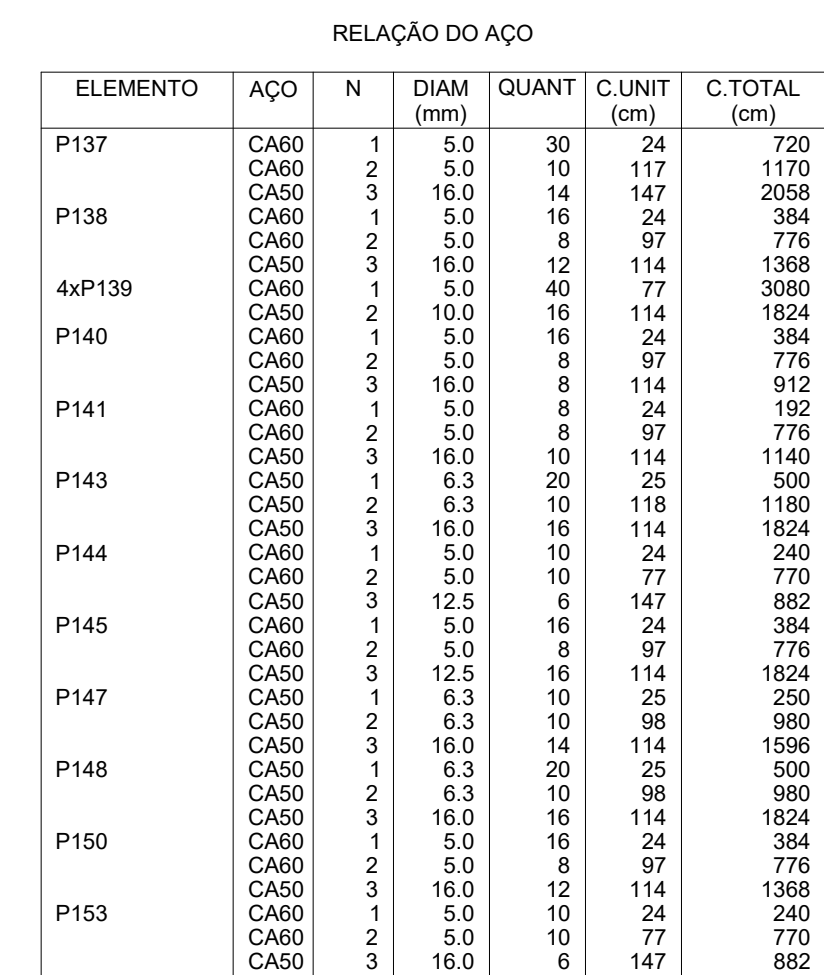 RELAÇÃO DO AÇO
ELEMENTO AÇO N DIAM QUANT C.UNIT C.TOTAL
(mm) (cm) (cm)
P137 CA60 1 5.0 30 24 720
CA60 2 5.0 10 117 1170
CA50 3 16.0 14 147 2058
P138 CA60 1 5.0 16 24 384
CA60 2 5.0 8 97 776
CA50 3 16.0 12 114 1368
4xP139 CA60 1 5.0 40 77 3080
CA50 2 10.0 16 114 1824
P140 CA60 1 5.0 16 24 384
CA60 2 5.0 8 97 776
CA50 3 16.0 8 114 912
P141 CA60 1 5.0 8 24 192
CA60 2 5.0 8 97 776
CA50 3 16.0 10 114 1140
P143 CA50 1 6.3 20 25 500
CA50 2 6.3 10 118 1180
CA50 3 16.0 16 114 1824
P144 CA60 1 5.0 10 24 240
CA60 2 5.0 10 77 770
CA50 3 12.5 6 147 882
P145 CA60 1 5.0 16 24 384
CA60 2 5.0 8 97 776
CA50 3 12.5 16 114 1824
P147 CA50 1 6.3 10 25 250
CA50 2 6.3 10 98 980
CA50 3 16.0 14 114 1596
P148 CA50 1 6.3 20 25 500
CA50 2 6.3 10 98 980
CA50 3 16.0 16 114 1824
P150 CA60 1 5.0 16 24 384
CA60 2 5.0 8 97 776
CA50 3 16.0 12 114 1368
P153 CA60 1 5.0 10 24 240
CA60 2 5.0 10 77 770
CA50 3 16.0 6 147 882